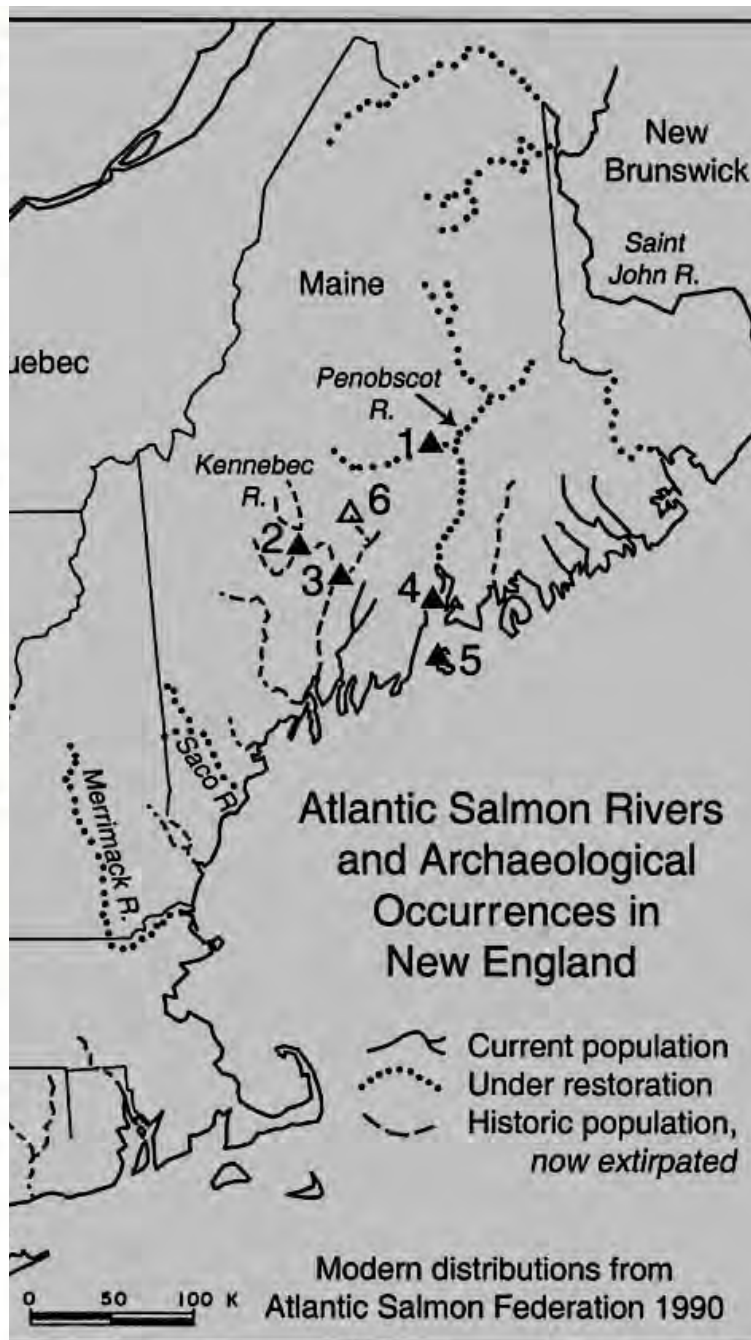 New
Brunswick
Saint
John R.
Maine
uebec
Penobscot
R.
1
Kennebec
R.
6
2
3
4
5
Saco R.
Merrimack R.
Atlantic Salmon Rivers
and Archaeological
Occurrences in
New England
Current population
Under restoration
Historic population,
now extirpated
Modern distributions from
0 50 100 K
Atlantic Salmon Federation 1990